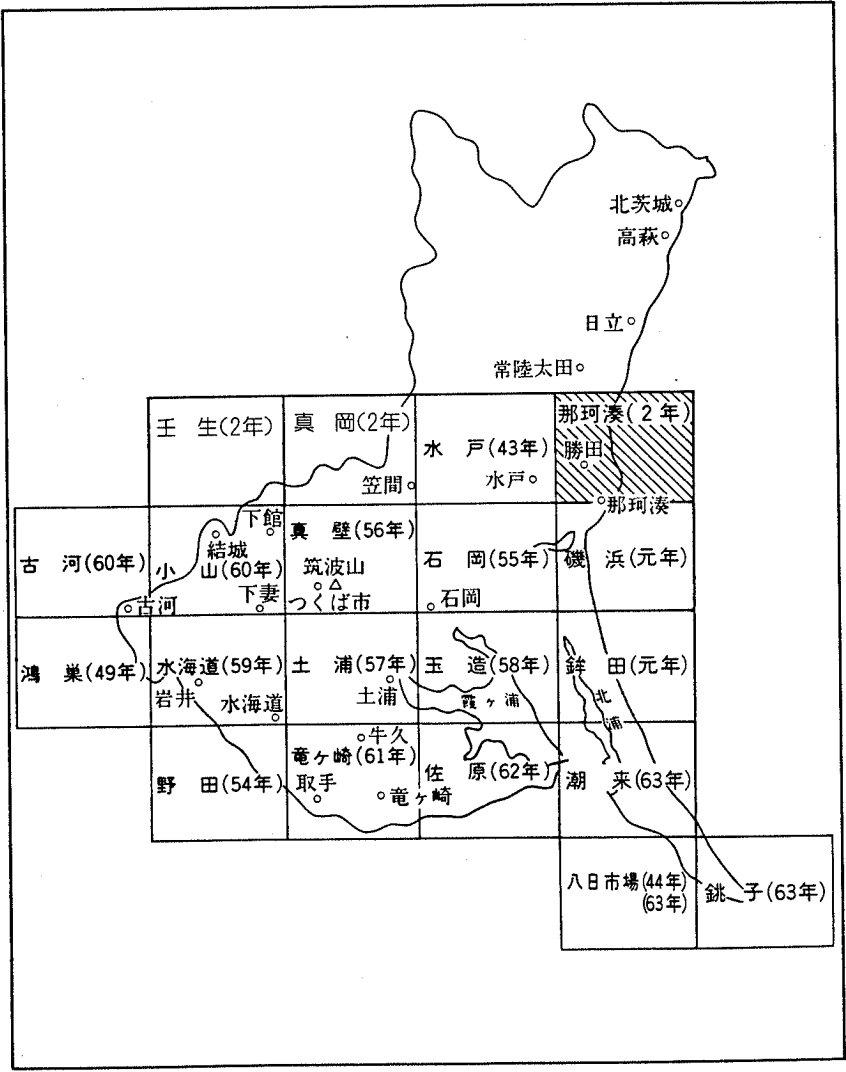 北茨城
高萩
日立
常陸太田
壬 生(2年)
真 岡(2年)
水 戸(43年)
那珂湊(2年)
勝田
笠間
水戸
那珂湊
古 河(60年)
下館
結城
小 山(60年)
下妻
古河
真 壁(56年)
筑波山
つくば市
石 岡(55年)
石岡
磯 浜(元年)
鴻 巣(49年)
水海道(59年)
岩井
水海道
土 浦(57年)
土浦
玉 造(58年)
霞ヶ浦
鉾 田(元年)
北浦
野 田(54年)
牛久
竜ヶ崎(61年)
取手
竜ヶ崎
佐 原(62年)
潮 来(63年)
八日市場(44年)
(63年)
銚 子(63年)